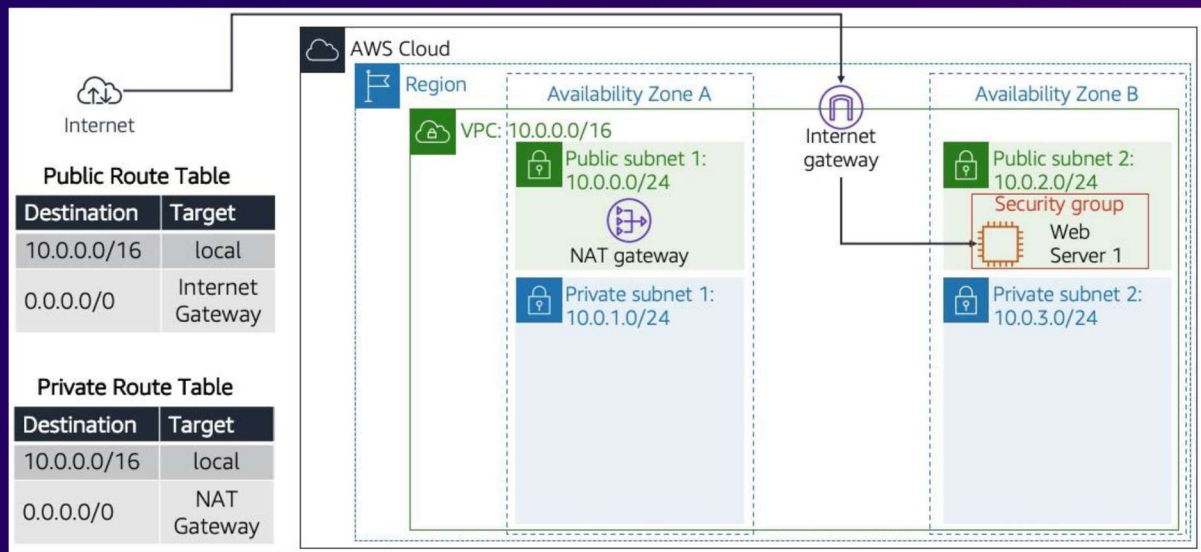 AWS Cloud
Region
Availability Zone A
Availability Zone B
Internet
VPC: 10.0.0.0/16
Internet
gateway
Public subnet 1:
10.0.0.0/24
NAT gateway
Public subnet 2:
10.0.2.0/24
Security group
Web
Server 1
Private subnet 1:
10.0.1.0/24
Private subnet 2:
10.0.3.0/24
Public Route Table
Destination Target
10.0.0.0/16 local
0.0.0.0/0 Internet
Gateway
Private Route Table
Destination Target
10.0.0.0/16 local
0.0.0.0/0 NAT
Gateway